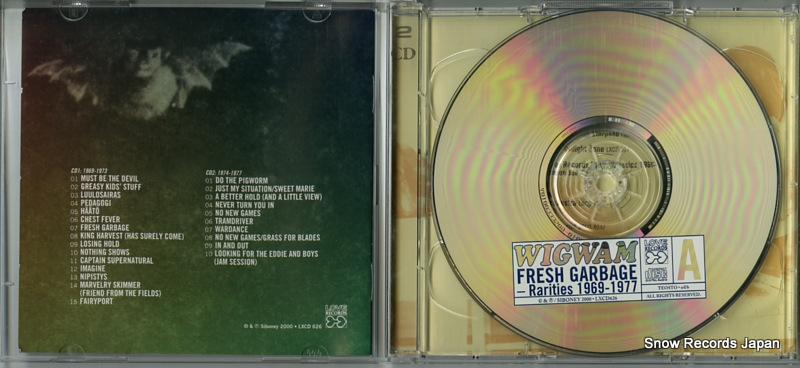 CD1: 1969-1973
01 MUST BE THE DEVIL
02 GREASY KIDS' STUFF
03 LUULOSAIRAS
04 PEDAGOGI
05 HÄÄTÖ
06 CHEST FEVER
07 FRESH GARBAGE
08 KING HARVEST (HAS SURELY COME)
09 LOSING HOLD
10 NOTHING SHOWS
11 CAPTAIN SUPERNATURAL
12 IMAGINE
13 NIPISTYS
14 MARVELRY SKIMMER
(FRIEND FROM THE FIELDS)
15 FAIRYPORT
CD2: 1974-1977
01 DO THE PIGWORM
02 JUST MY SITUATION/SWEET MARIE
03 A BETTER HOLD (AND A LITTLE VIEW)
04 NEVER TURN YOU IN
05 NO NEW GAMES
06 TRAMDRIVER
07 WARDANCE
08 NO NEW GAMES/GRASS FOR BLADES
09 IN AND OUT
10 LOOKING FOR THE EDDIE AND BOYS
(JAM SESSION)
LOVE
RECORDS
℗ & © SIBONEY 2000 • LXCD 626
2
CD
WIGWAM
FRESH GARBAGE
– Rarities 1969-1977
© & ℗ / SIBONEY 2000 • LXCD626
LOVE
RECORDS
A
TEOSTO • n©b
ALL RIGHTS RESERVED.
Snow Records Japan